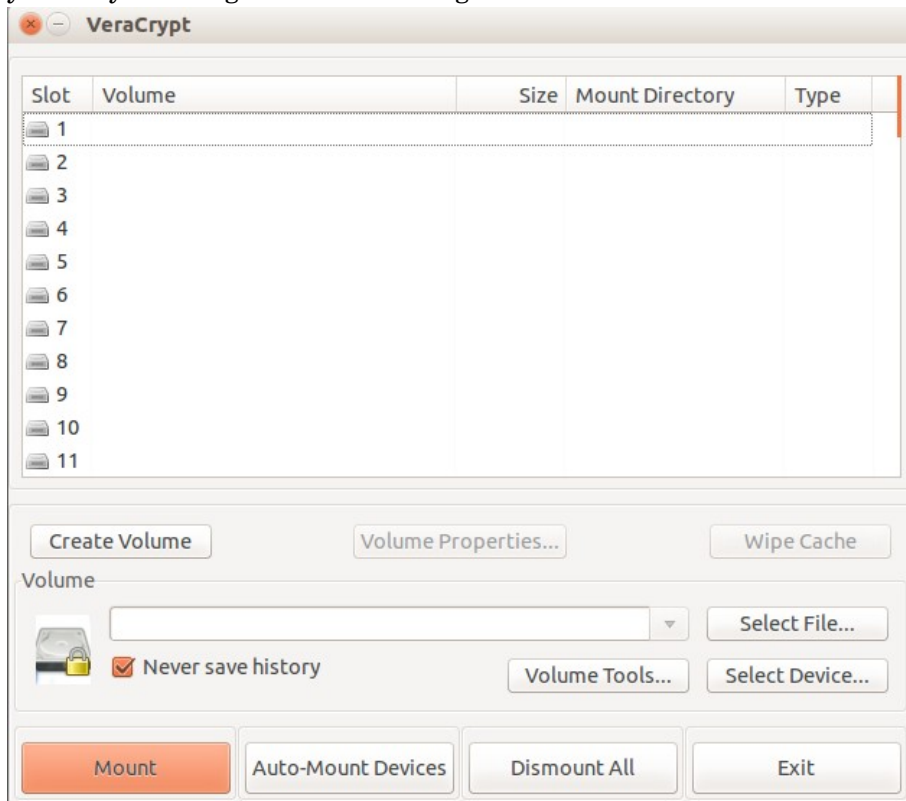 VeraCrypt
Slot Volume Size Mount Directory Type
1
2
3
4
5
6
7
8
9
10
11
Create Volume Volume Properties... Wipe Cache
Volume
Select File...
Never save history Volume Tools... Select Device...
Mount Auto-Mount Devices Dismount All Exit